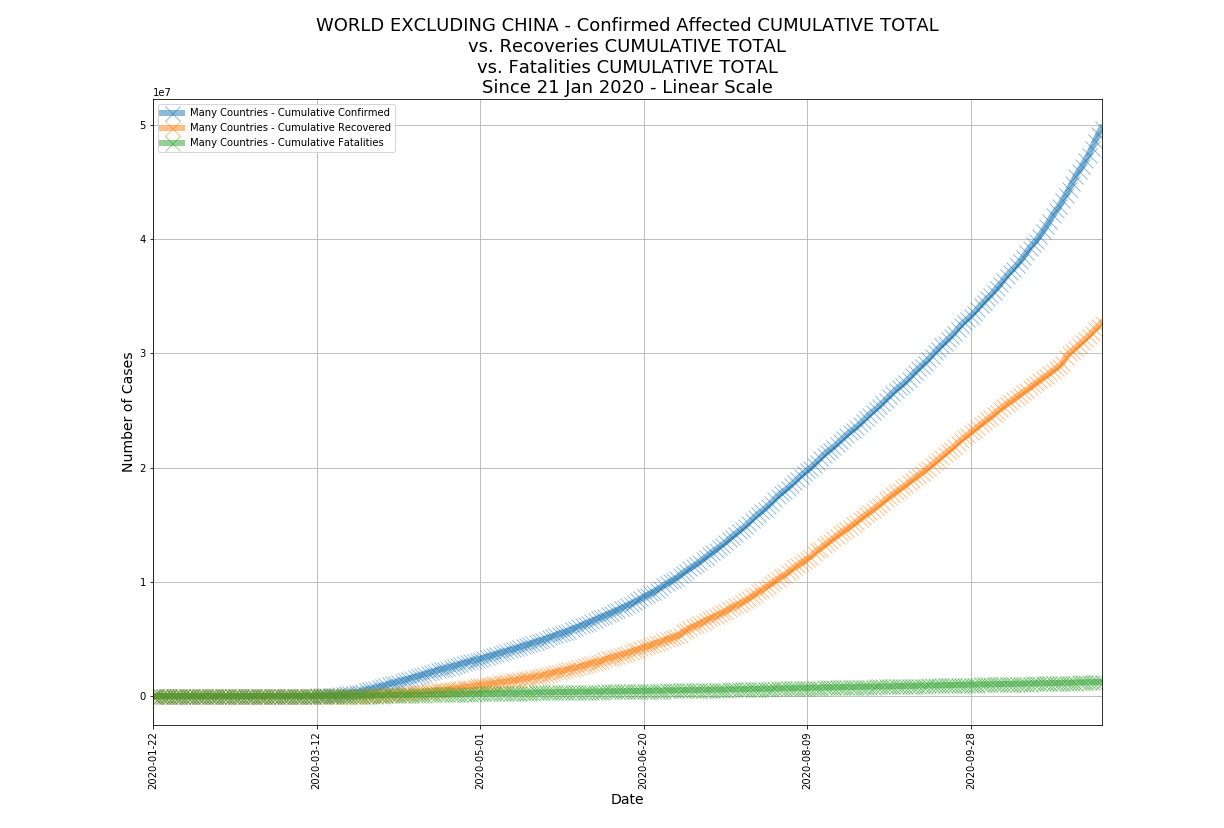 WORLD EXCLUDING CHINA - Confirmed Affected CUMULATIVE TOTAL
vs. Recoveries CUMULATIVE TOTAL
vs. Fatalities CUMULATIVE TOTAL
Since 21 Jan 2020 - Linear Scale
1e7
Many Countries - Cumulative Confirmed
Many Countries - Cumulative Recovered
Many Countries - Cumulative Fatalities
5
4
3
2
1
0
Number of Cases
2020-01-22
2020-03-12
2020-05-01
2020-06-20
2020-08-09
2020-09-28
Date